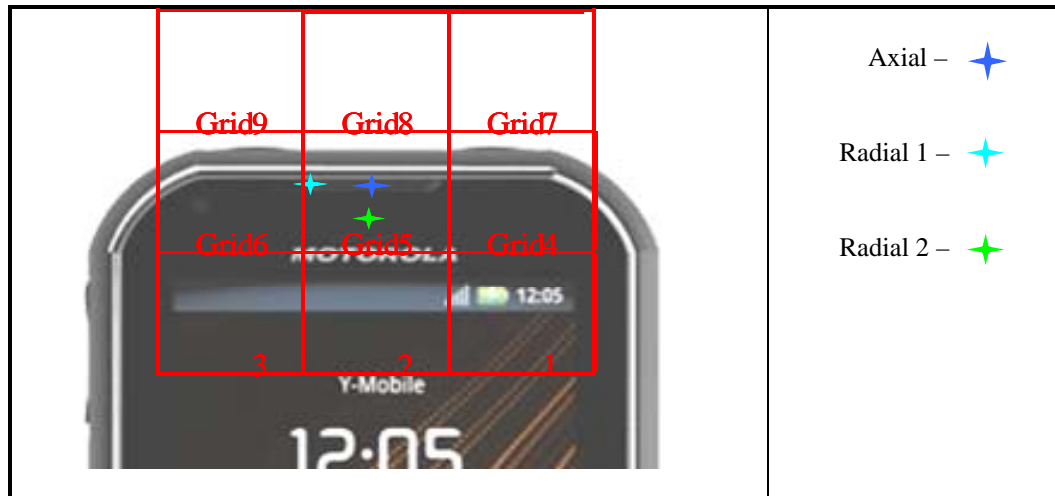 Axial –
Grid9 Grid8 Grid7
Radial 1 –
Grid6 Grid5 Grid4
MOTOROLA
Radial 2 –
12:05
3 2 1
Y-Mobile
12:05